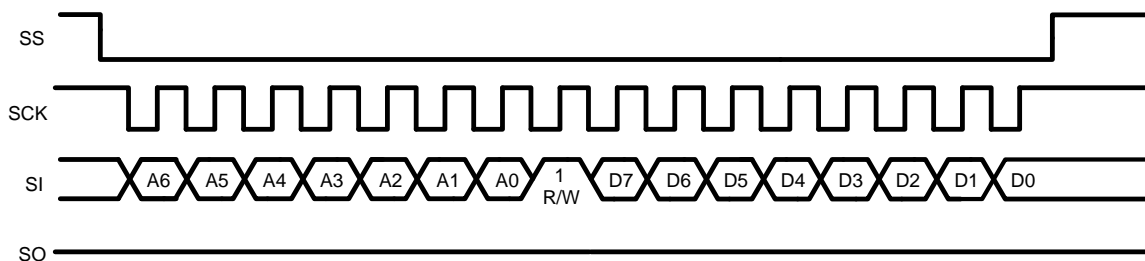 SS
SCK
SI A6 A5 A4 A3 A2 A1 A0 1 D7 D6 D5 D4 D3 D2 D1 D0
R/W
SO